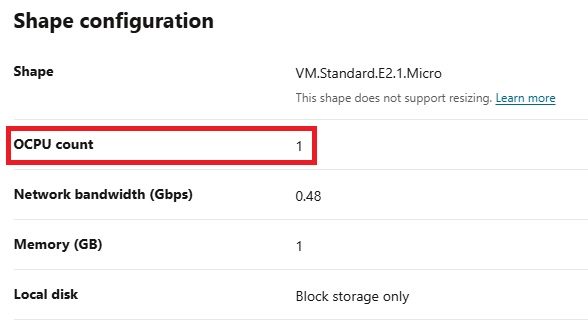 Shape configuration
Shape
VM.Standard.E2.1.Micro
This shape does not support resizing. Learn more
OCPU count 1
Network bandwidth (Gbps) 0.48
Memory (GB) 1
Local disk Block storage only